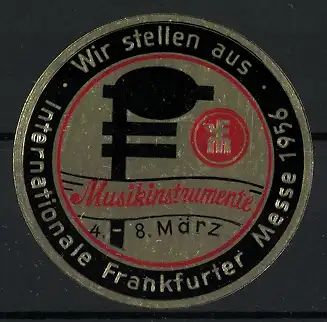 · Wir stellen aus ·
Internationale Frankfurter Messe 1956
Musikinstrumente
4. - 8. März